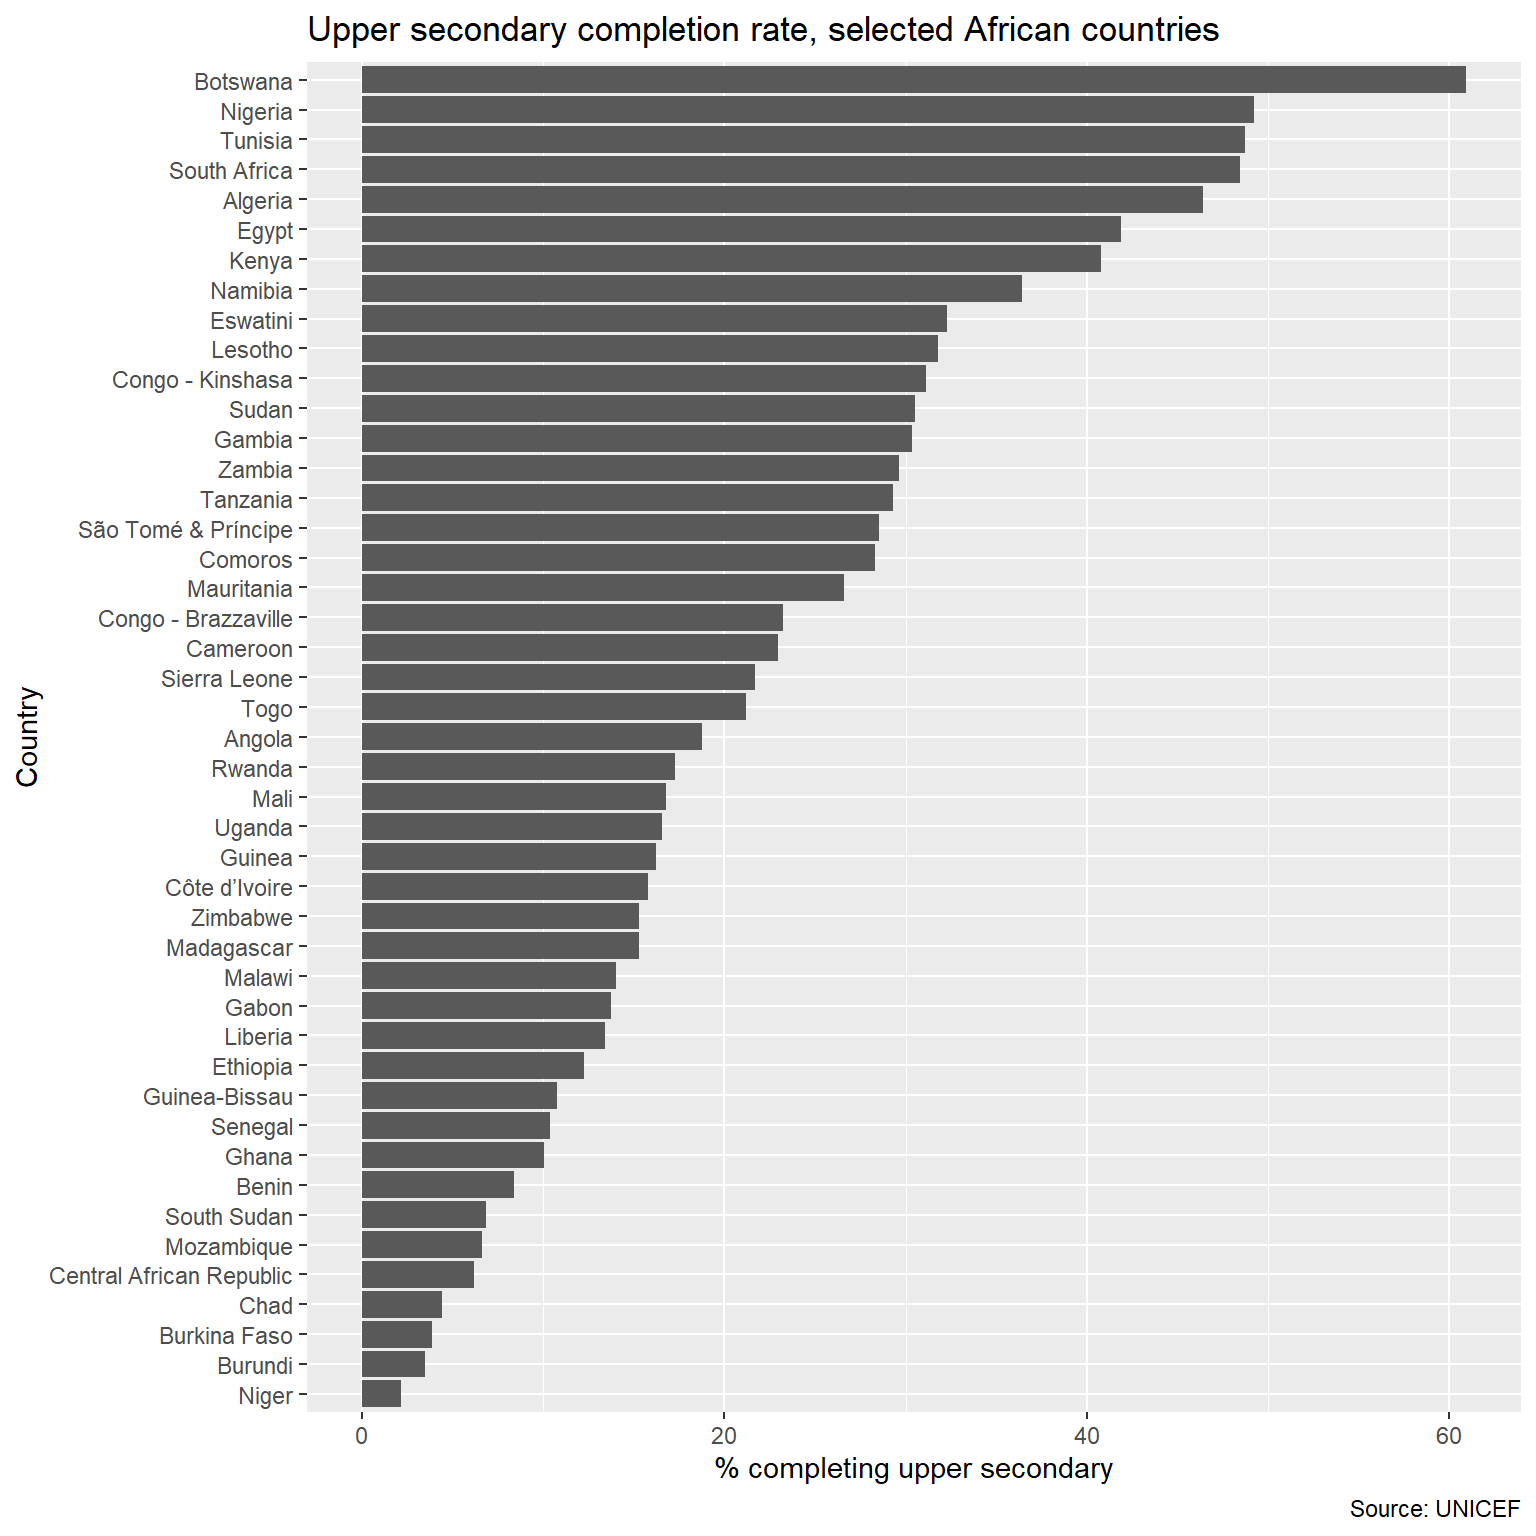 Upper secondary completion rate, selected African countries
Botswana
Nigeria
Tunisia
South Africa
Algeria
Egypt
Kenya
Namibia
Eswatini
Lesotho
Congo - Kinshasa
Sudan
Gambia
Zambia
Tanzania
São Tomé & Príncipe
Comoros
Mauritania
Congo - Brazzaville
Cameroon
Sierra Leone
Togo
Angola
Rwanda
Mali
Uganda
Guinea
Côte d’Ivoire
Zimbabwe
Madagascar
Malawi
Gabon
Liberia
Ethiopia
Guinea-Bissau
Senegal
Ghana
Benin
South Sudan
Mozambique
Central African Republic
Chad
Burkina Faso
Burundi
Niger
Country
0 20 40 60
% completing upper secondary
Source: UNICEF